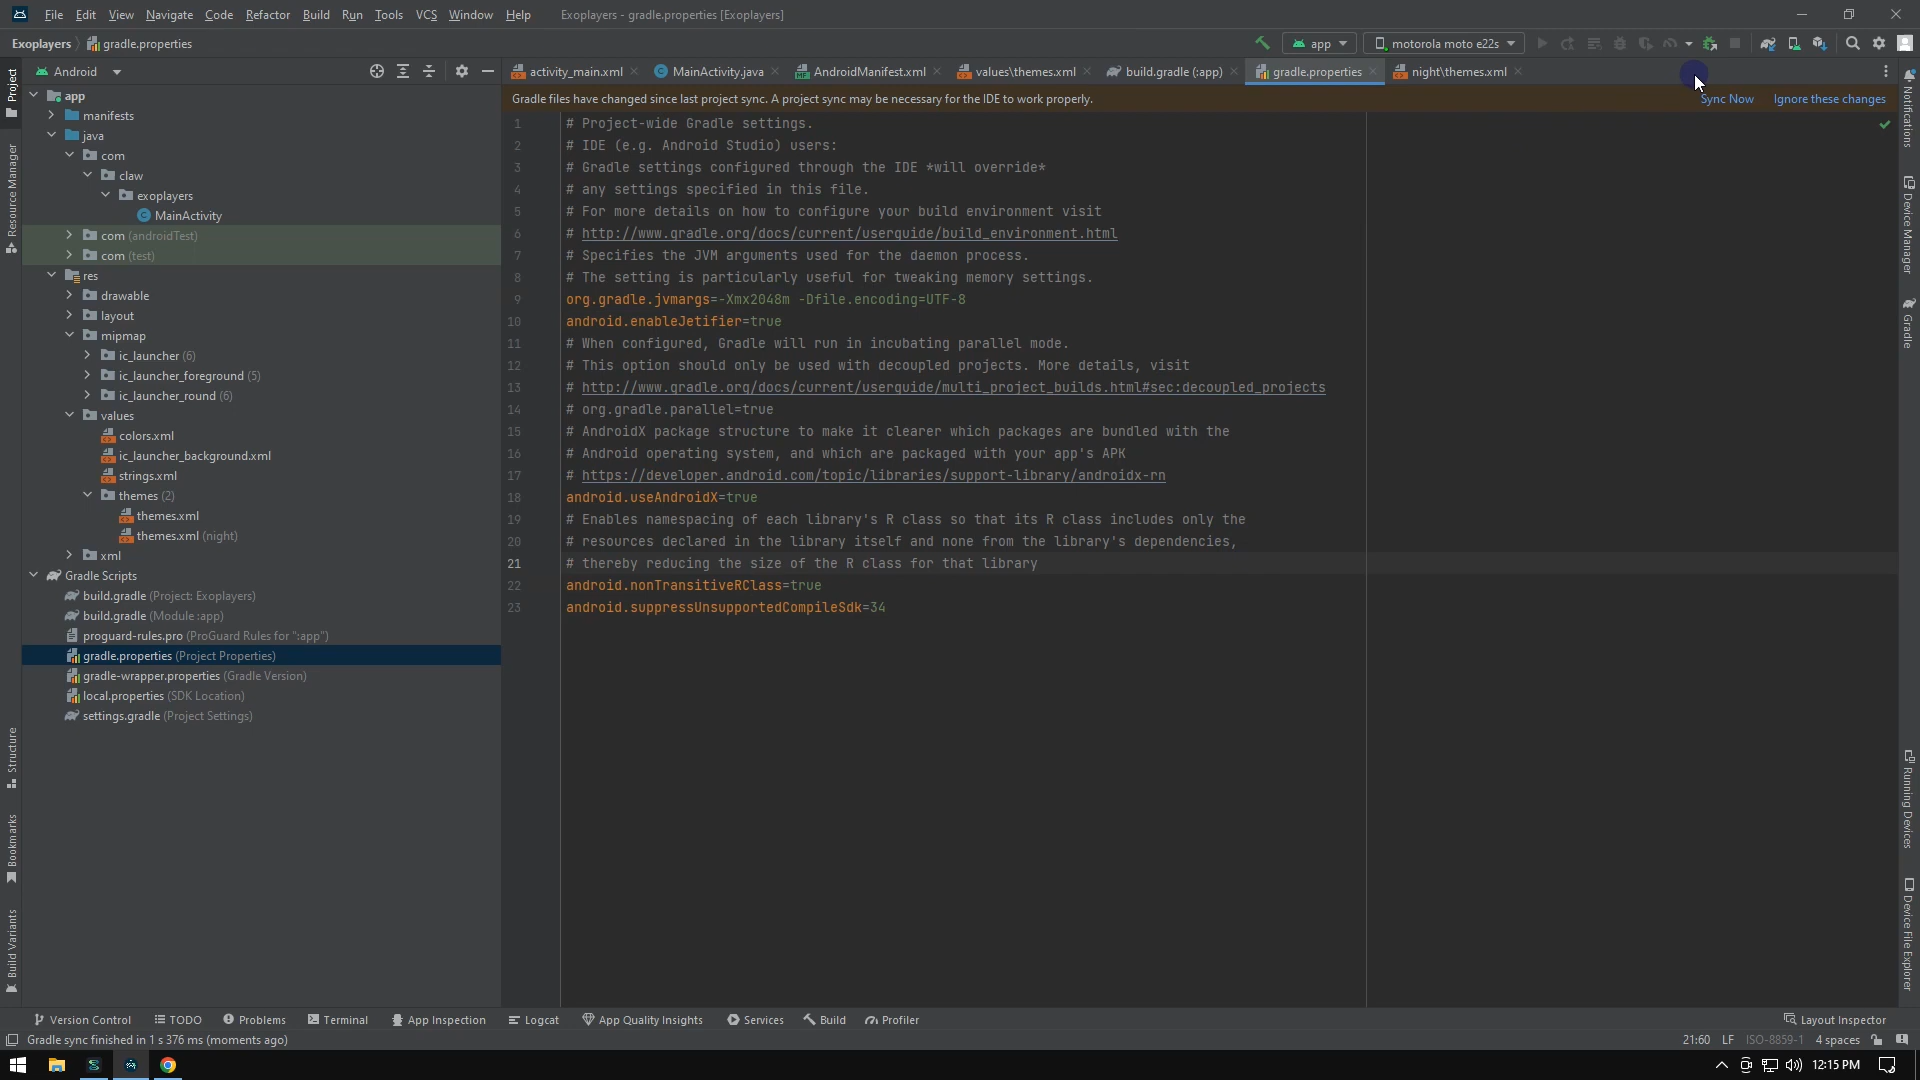 File Edit View Navigate Code Refactor Build Run Tools VCS Window Help Exoplayers - gradle.properties [Exoplayers]
Exoplayers gradle.properties app motorola moto e22s
Android
activity_main.xml MainActivity.java AndroidManifest.xml values\themes.xml build.gradle (:app) gradle.properties night\themes.xml
Gradle files have changed since last project sync. A project sync may be necessary for the IDE to work properly. Sync Now Ignore these changes
Project
Resource Manager
Structure
Bookmarks
Build Variants
app
manifests
java
com
claw
exoplayers
MainActivity
com (androidTest)
com (test)
res
drawable
layout
mipmap
ic_launcher (6)
ic_launcher_foreground (5)
ic_launcher_round (6)
values
colors.xml
ic_launcher_background.xml
strings.xml
themes (2)
themes.xml
themes.xml (night)
xml
Gradle Scripts
build.gradle (Project: Exoplayers)
build.gradle (Module :app)
proguard-rules.pro (ProGuard Rules for ":app")
gradle.properties (Project Properties)
gradle-wrapper.properties (Gradle Version)
local.properties (SDK Location)
settings.gradle (Project Settings)
1 # Project-wide Gradle settings.
2 # IDE (e.g. Android Studio) users:
3 # Gradle settings configured through the IDE *will override*
4 # any settings specified in this file.
5 # For more details on how to configure your build environment visit
6 # http://www.gradle.org/docs/current/userguide/build_environment.html
7 # Specifies the JVM arguments used for the daemon process.
8 # The setting is particularly useful for tweaking memory settings.
9 org.gradle.jvmargs=-Xmx2048m -Dfile.encoding=UTF-8
10 android.enableJetifier=true
11 # When configured, Gradle will run in incubating parallel mode.
12 # This option should only be used with decoupled projects. More details, visit
13 # http://www.gradle.org/docs/current/userguide/multi_project_builds.html#sec:decoupled_projects
14 # org.gradle.parallel=true
15 # AndroidX package structure to make it clearer which packages are bundled with the
16 # Android operating system, and which are packaged with your app's APK
17 # https://developer.android.com/topic/libraries/support-library/androidx-rn
18 android.useAndroidX=true
19 # Enables namespacing of each library's R class so that its R class includes only the
20 # resources declared in the library itself and none from the library's dependencies,
21 # thereby reducing the size of the R class for that library
22 android.nonTransitiveRClass=true
23 android.suppressUnsupportedCompileSdk=34
Notifications
Device Manager
Gradle
Running Devices
Device File Explorer
Version Control TODO Problems Terminal App Inspection Logcat App Quality Insights Services Build Profiler Layout Inspector
Gradle sync finished in 1 s 376 ms (moments ago) 21:60 LF ISO-8859-1 4 spaces
12:15 PM